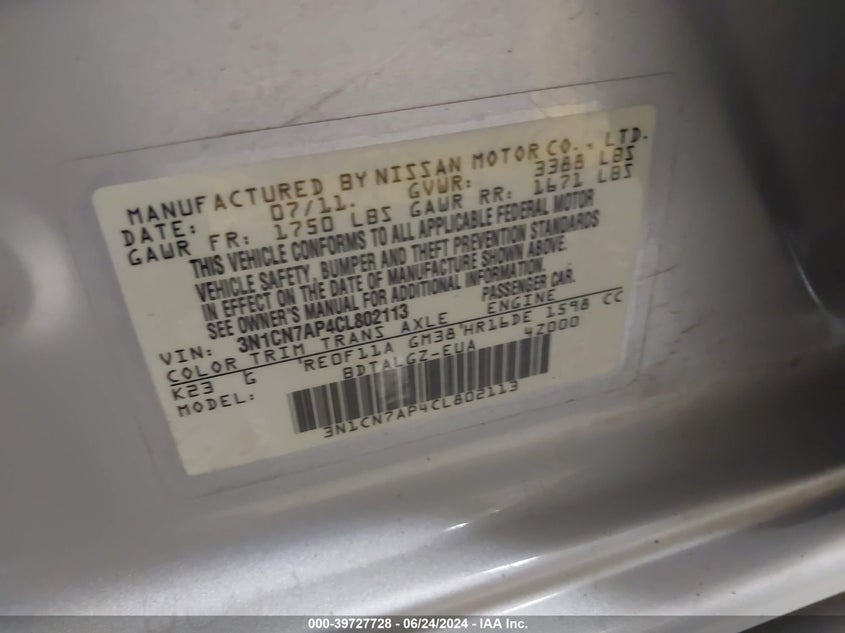 MANUFACTURED BY NISSAN MOTOR CO., LTD.
DATE: 07/11. GVWR: 3388 LBS
GAWR FR: 1750 LBS GAWR RR: 1671 LBS
THIS VEHICLE CONFORMS TO ALL APPLICABLE FEDERAL MOTOR
VEHICLE SAFETY, BUMPER AND THEFT PREVENTION STANDARDS
IN EFFECT ON THE DATE OF MANUFACTURE SHOWN ABOVE.
SEE OWNER'S MANUAL FOR ADDITIONAL INFORMATION.
VIN: 3N1CN7AP4CL802113 PASSENGER CAR.
COLOR TRIM TRANS AXLE ENGINE
K23 G RE0F11A GM38 HR16DE 1598 CC
MODEL: BDTALGZ-EUA 4Z000
3N1CN7AP4CL802113
000-39727728 - 06/24/2024 - IAA Inc.